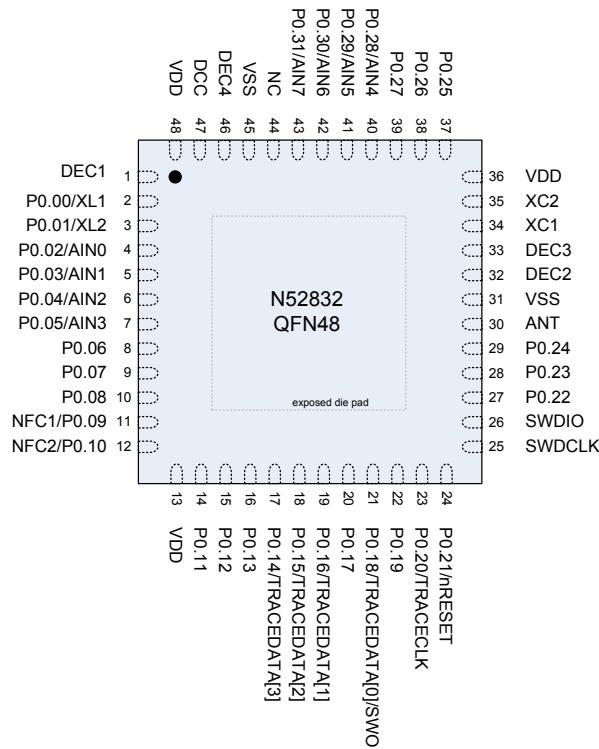 P0.31/AIN7
P0.30/AIN6
P0.29/AIN5
P0.28/AIN4
VDD
DCC
DEC4
VSS
NC
P0.27
P0.26
P0.25
48
47
46
45
44
43
42
41
40
39
38
37
DEC1 1
P0.00/XL1 2
P0.01/XL2 3
P0.02/AIN0 4
P0.03/AIN1 5
P0.04/AIN2 6
P0.05/AIN3 7
P0.06 8
P0.07 9
P0.08 10
NFC1/P0.09 11
NFC2/P0.10 12
N52832
QFN48
exposed die pad
36 VDD
35 XC2
34 XC1
33 DEC3
32 DEC2
31 VSS
30 ANT
29 P0.24
28 P0.23
27 P0.22
26 SWDIO
25 SWDCLK
13 VDD
14 P0.11
15 P0.12
16 P0.13
17 P0.14/TRACEDATA[3]
18 P0.15/TRACEDATA[2]
19 P0.16/TRACEDATA[1]
20 P0.17
21 P0.18/TRACEDATA[0]/SWO
22 P0.19
23 P0.20/TRACECLK
24 P0.21/nRESET